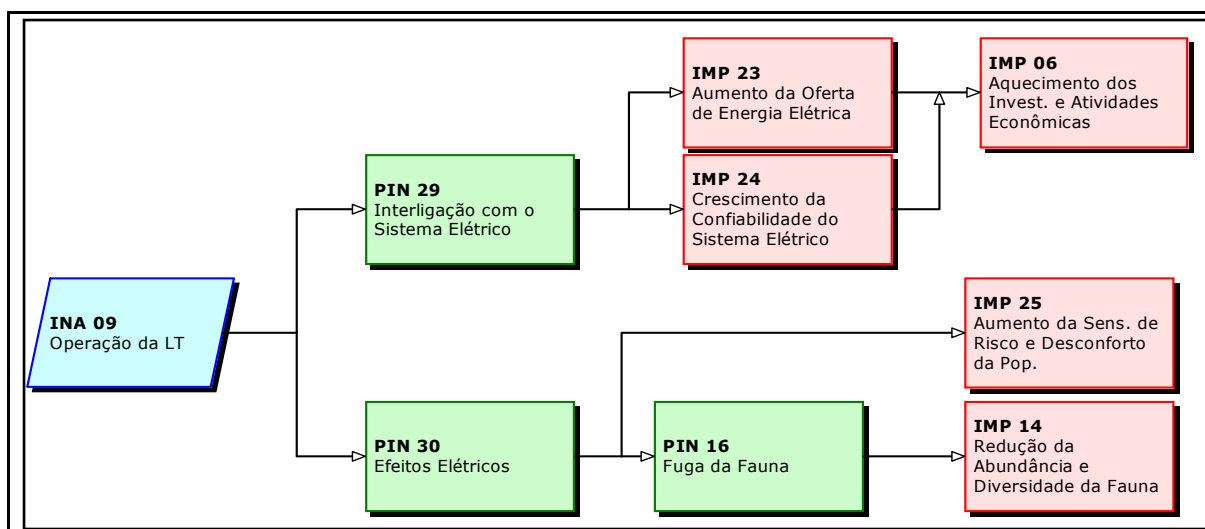 IMP 23
Aumento da Oferta
de Energia Elétrica
IMP 06
Aquecimento dos
Invest. e Atividades
Econômicas
PIN 29
Interligação com o
Sistema Elétrico
IMP 24
Crescimento da
Confiabilidade do
Sistema Elétrico
INA 09
Operação da LT
IMP 25
Aumento da Sens. de
Risco e Desconforto
da Pop.
PIN 30
Efeitos Elétricos
PIN 16
Fuga da Fauna
IMP 14
Redução da
Abundância e
Diversidade da Fauna